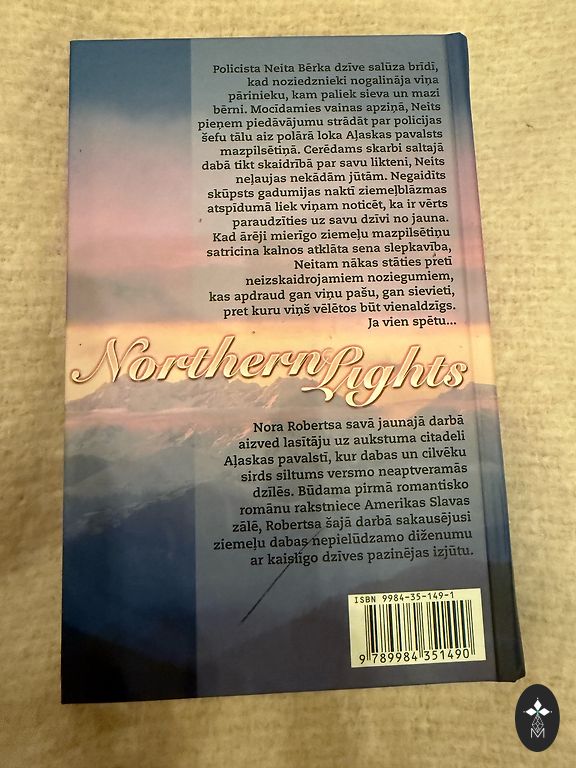 Policista Neita Bērka dzīve salūza brīdī,
kad noziedznieki nogalināja viņa
pārinieku, kam paliek sieva un mazi
bērni. Mocīdamies vainas apziņā, Neits
pieņem piedāvājumu strādāt par policijas
šefu tālu aiz polārā loka Aļaskas pavalsts
mazpilsētiņā. Cerēdams skarbi saltajā
dabā tikt skaidrībā par savu likteni, Neits
neļaujas nekādām jūtām. Negaidīts
skūpsts gadumijas naktī ziemeļblāzmas
atspīdumā liek viņam noticēt, ka ir vērts
paraudzīties uz savu dzīvi no jauna.
Kad ārēji mierīgo ziemeļu mazpilsētiņu
satricina kalnos atklāta sena slepkavība,
Neitam nākas stāties pretī
neizskaidrojamiem noziegumiem,
kas apdraud gan viņu pašu, gan sievieti,
pret kuru viņš vēlētos būt vienaldzīgs.
Ja vien spētu...
Northern Lights
Nora Robertsa savā jaunajā darbā
aizved lasītāju uz aukstuma citadeli
Aļaskas pavalstī, kur dabas un cilvēku
sirds siltums versmo neaptveramās
dzīlēs. Būdama pirmā romantisko
romānu rakstniece Amerikas Slavas
zālē, Robertsa šajā darbā sakausējusi
ziemeļu dabas nepielūdzamo diženumu
ar kaislīgo dzīves pazinējas izjūtu.
ISBN 9984-35-149-1
9 789984 351490
M